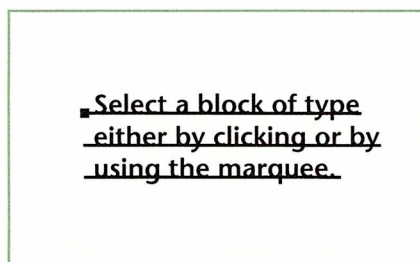 Select a block of type
either by clicking or by
using the marquee.